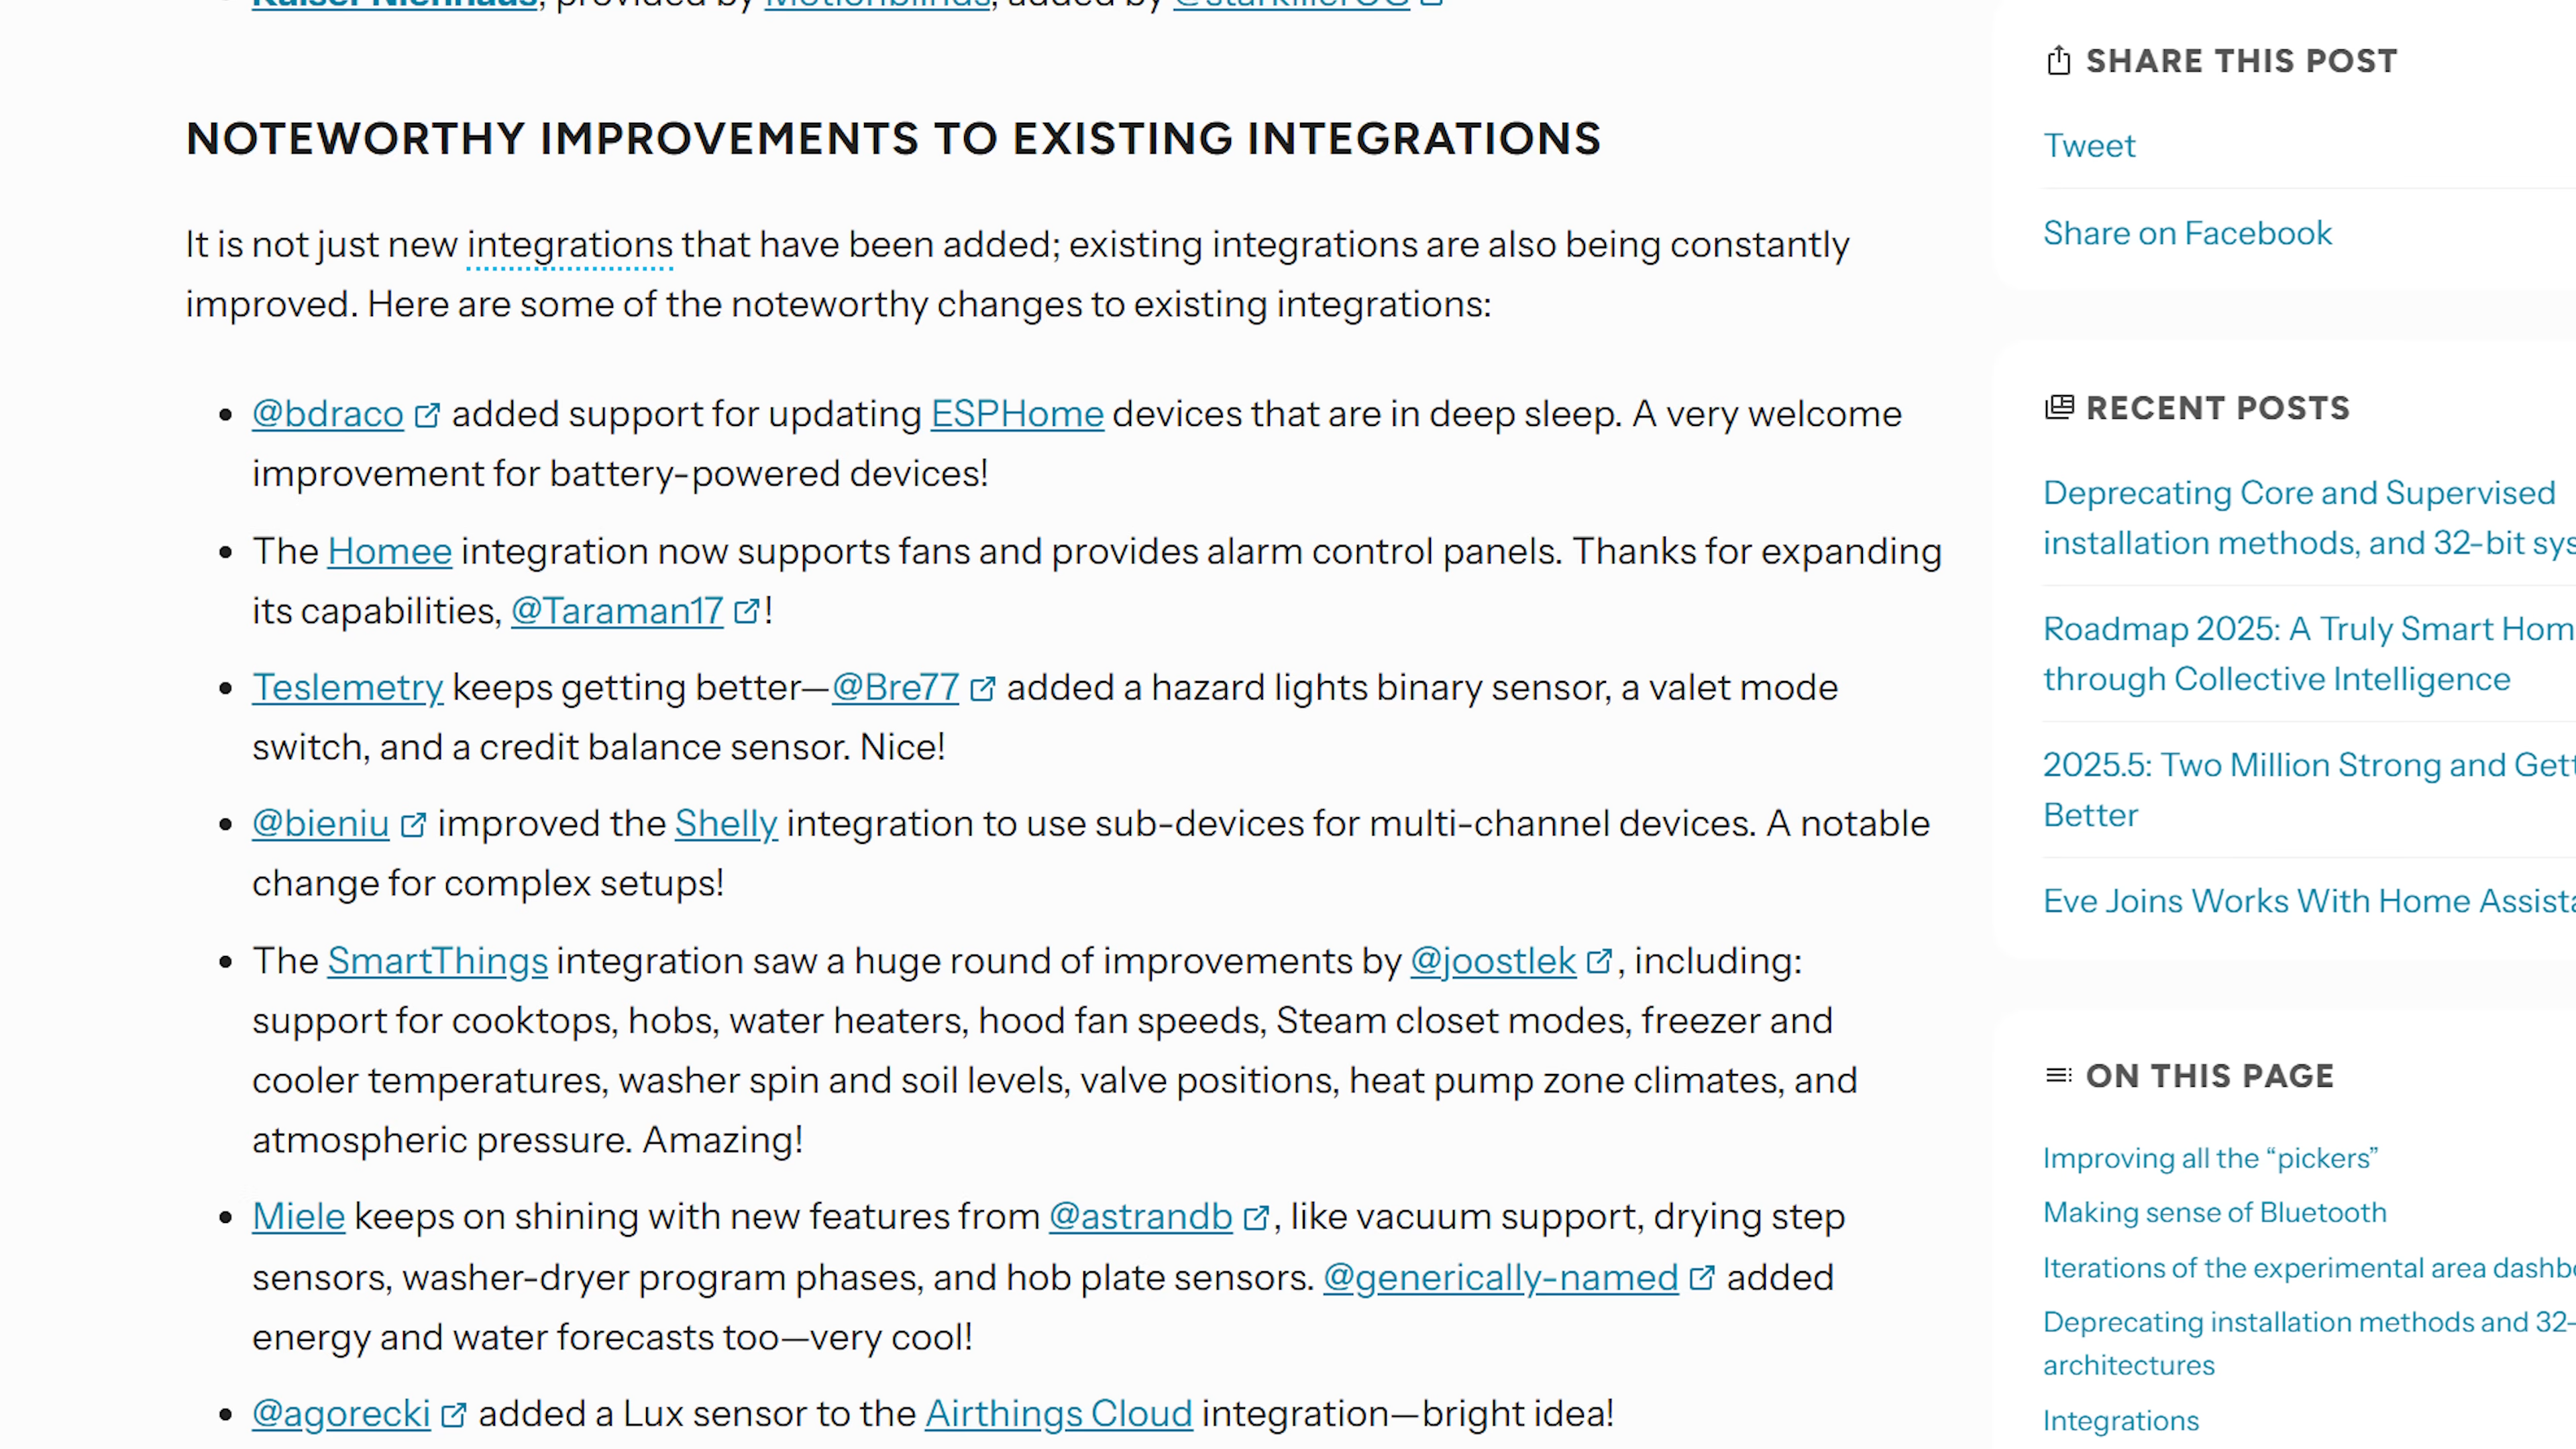 Kaiser Nienhaus, provided by Motionblinds, added by @starkillerOG
NOTEWORTHY IMPROVEMENTS TO EXISTING INTEGRATIONS
It is not just new integrations that have been added; existing integrations are also being constantly
improved. Here are some of the noteworthy changes to existing integrations:
• @bdraco added support for updating ESPHome devices that are in deep sleep. A very welcome
improvement for battery-powered devices!
• The Homee integration now supports fans and provides alarm control panels. Thanks for expanding
its capabilities, @Taraman17!
• Teslemetry keeps getting better—@Bre77 added a hazard lights binary sensor, a valet mode
switch, and a credit balance sensor. Nice!
• @bieniu improved the Shelly integration to use sub-devices for multi-channel devices. A notable
change for complex setups!
• The SmartThings integration saw a huge round of improvements by @joostlek, including:
support for cooktops, hobs, water heaters, hood fan speeds, Steam closet modes, freezer and
cooler temperatures, washer spin and soil levels, valve positions, heat pump zone climates, and
atmospheric pressure. Amazing!
• Miele keeps on shining with new features from @astrandb, like vacuum support, drying step
sensors, washer-dryer program phases, and hob plate sensors. @generically-named added
energy and water forecasts too—very cool!
• @agorecki added a Lux sensor to the Airthings Cloud integration—bright idea!
SHARE THIS POST
Tweet
Share on Facebook
RECENT POSTS
Deprecating Core and Supervised
installation methods, and 32-bit sys
Roadmap 2025: A Truly Smart Hom
through Collective Intelligence
2025.5: Two Million Strong and Gett
Better
Eve Joins Works With Home Assista
ON THIS PAGE
Improving all the “pickers”
Making sense of Bluetooth
Iterations of the experimental area dashbo
Deprecating installation methods and 32-
architectures
Integrations